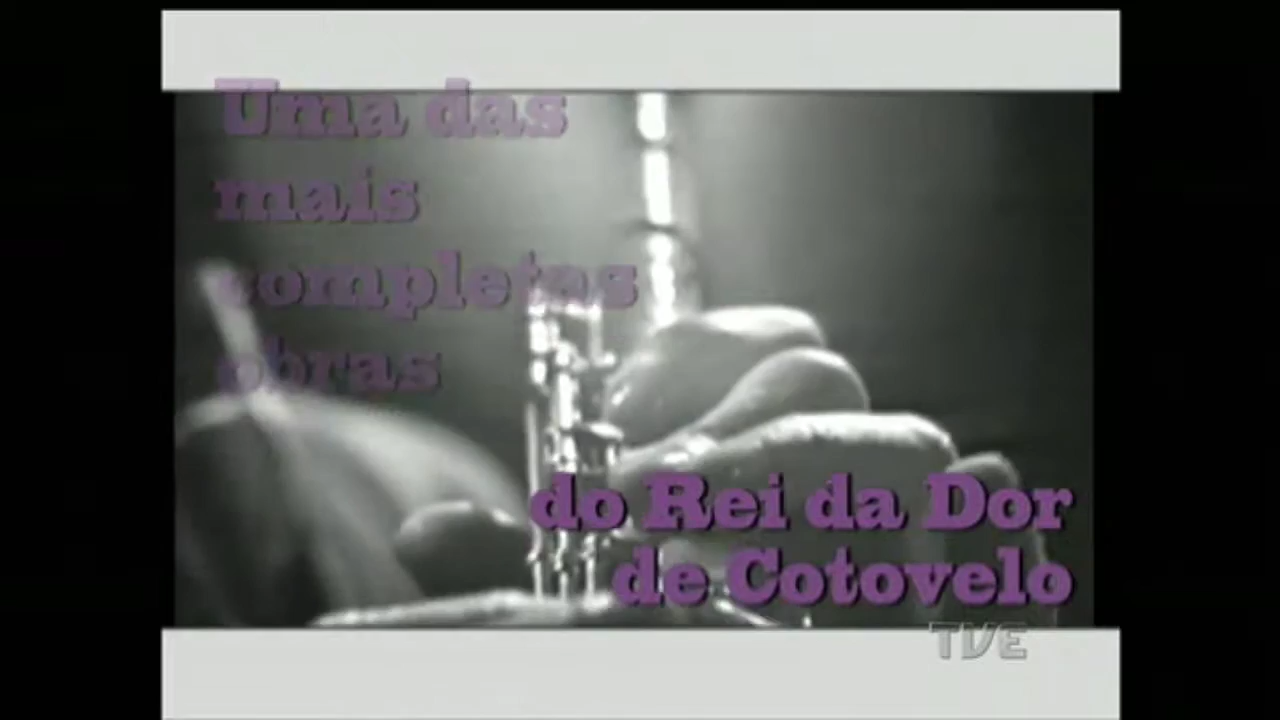 Uma das
mais
completas
obras
do Rei da Dor
de Cotovelo
TVE